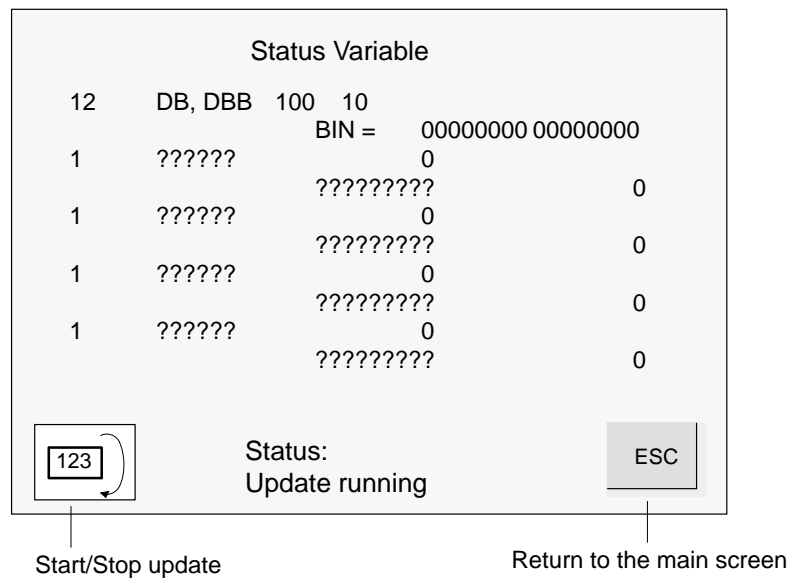 Status Variable
12 DB, DBB 100 10
BIN = 00000000 00000000
1 ?????? 0
????????? 0
1 ?????? 0
????????? 0
1 ?????? 0
????????? 0
1 ?????? 0
????????? 0
123
Status:
Update running
ESC
Start/Stop update
Return to the main screen